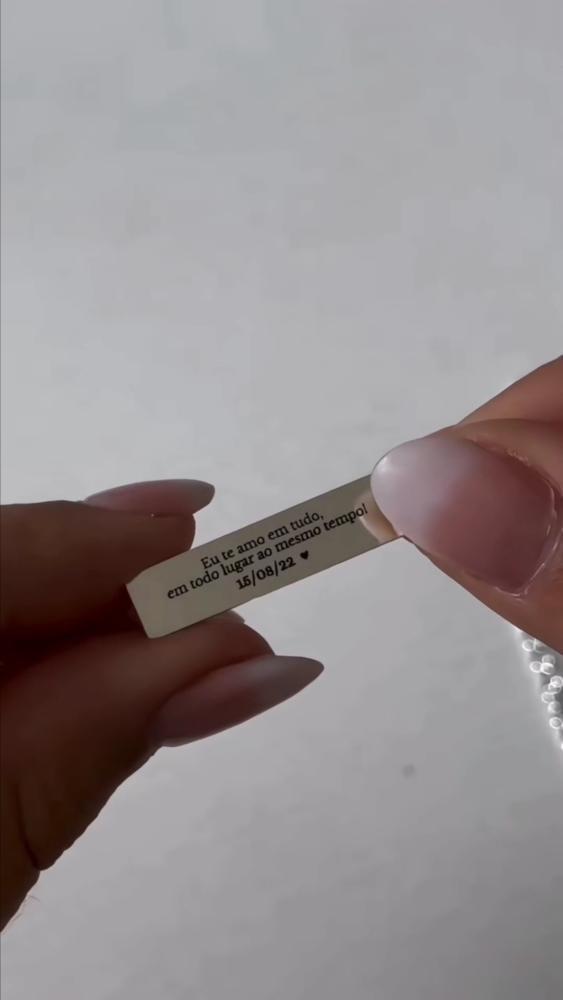 Eu te amo em tudo,
em todo lugar ao mesmo tempo!
15/08/22 ♥